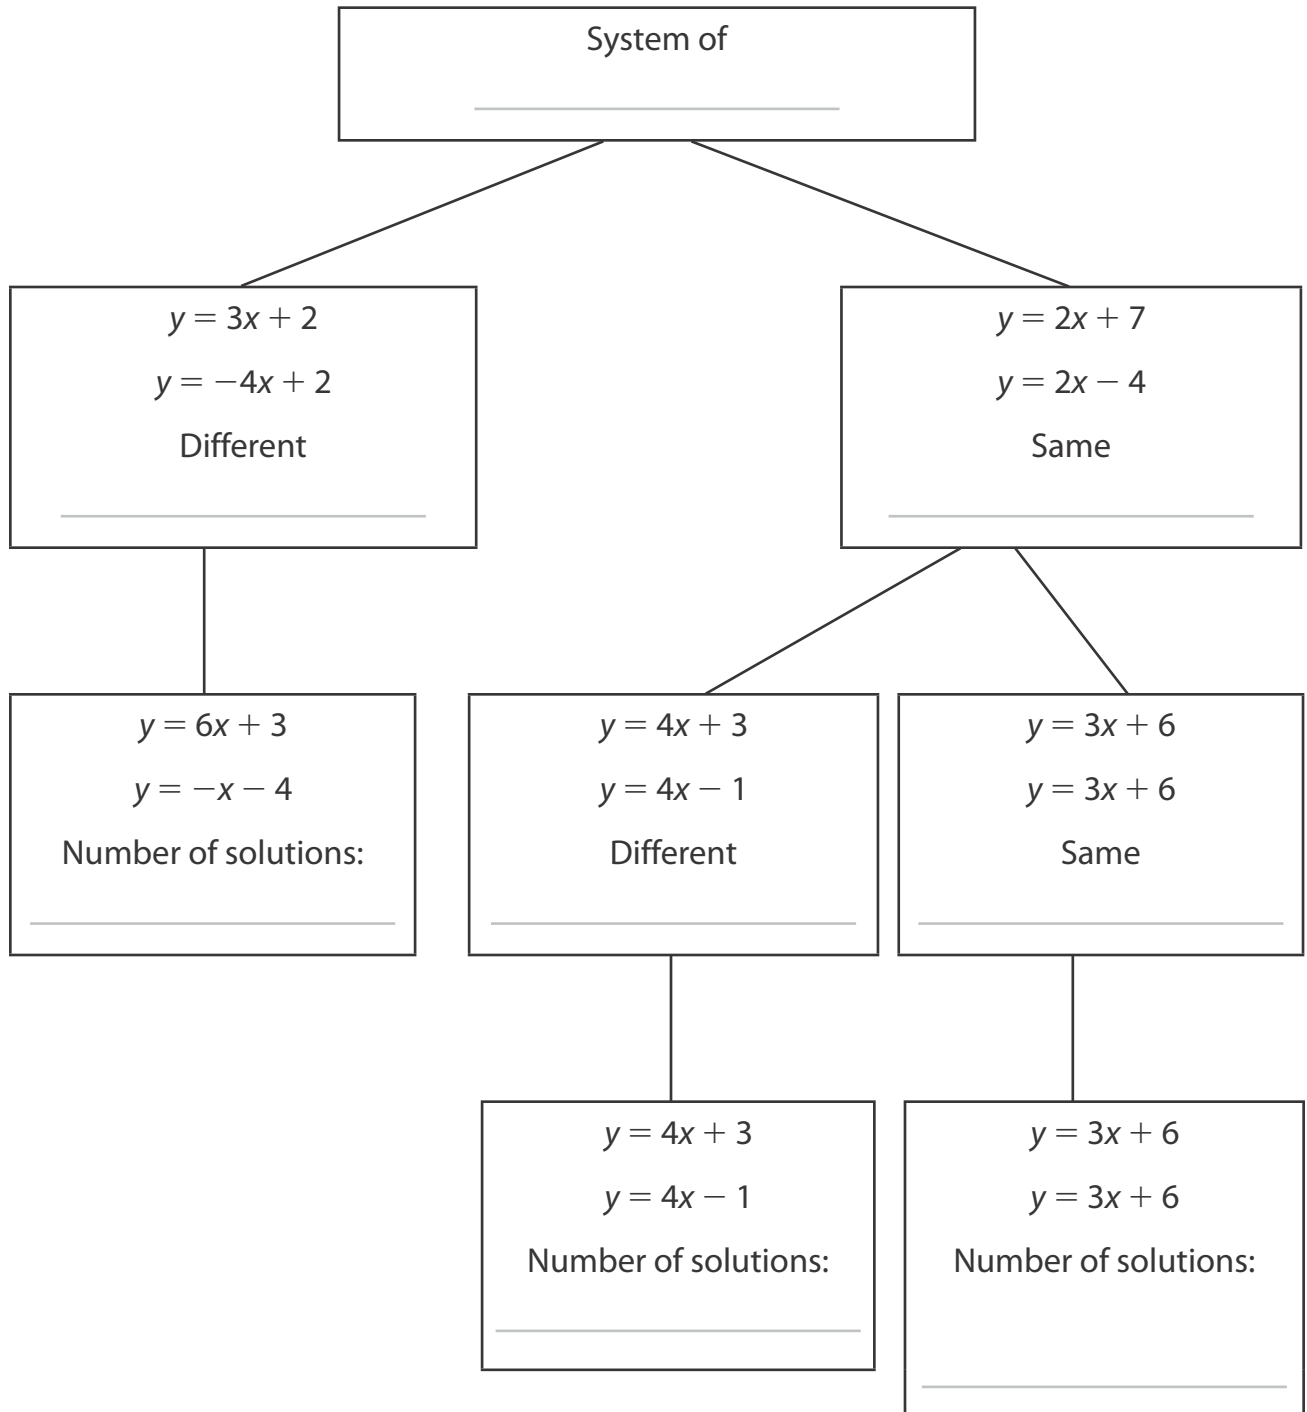 System of
y = 3x + 2
y = −4x + 2
Different
y = 2x + 7
y = 2x − 4
Same
y = 6x + 3
y = −x − 4
Number of solutions:
y = 4x + 3
y = 4x − 1
Different
y = 3x + 6
y = 3x + 6
Same
y = 4x + 3
y = 4x − 1
Number of solutions:
y = 3x + 6
y = 3x + 6
Number of solutions: